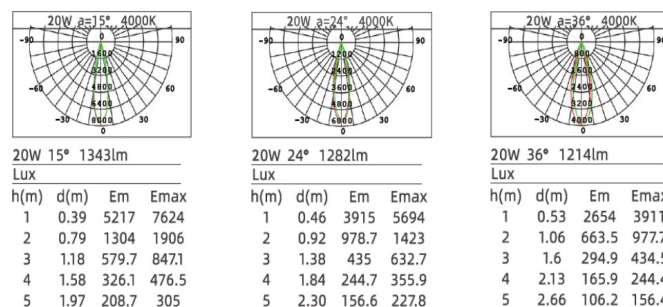 20W a=15° 4000K
0
-90 90
1600
3200
-60 4800 60
6400
-30 30
0
20W 15° 1343lm
Lux
h(m) d(m) Em Emax
1 0.39 5217 7624
2 0.79 1304 1906
3 1.18 579.7 847.1
4 1.58 326.1 476.5
5 1.97 208.7 305
20W a=24° 4000K
0
-90 90
1200
2400
3600
-60 4800 60
6000
-30 30
0
20W 24° 1282lm
Lux
h(m) d(m) Em Emax
1 0.46 3915 5694
2 0.92 978.7 1423
3 1.38 435 632.7
4 1.84 244.7 355.9
5 2.30 156.6 227.8
20W a=36° 4000K
0
-90 90
800
1600
2400
-60 3200 60
4000
-30 30
0
20W 36° 1214lm
Lux
h(m) d(m) Em Emax
1 0.53 2654 3911
2 1.06 663.5 977.7
3 1.6 294.9 434.5
4 2.13 165.9 244.4
5 2.66 106.2 156.4